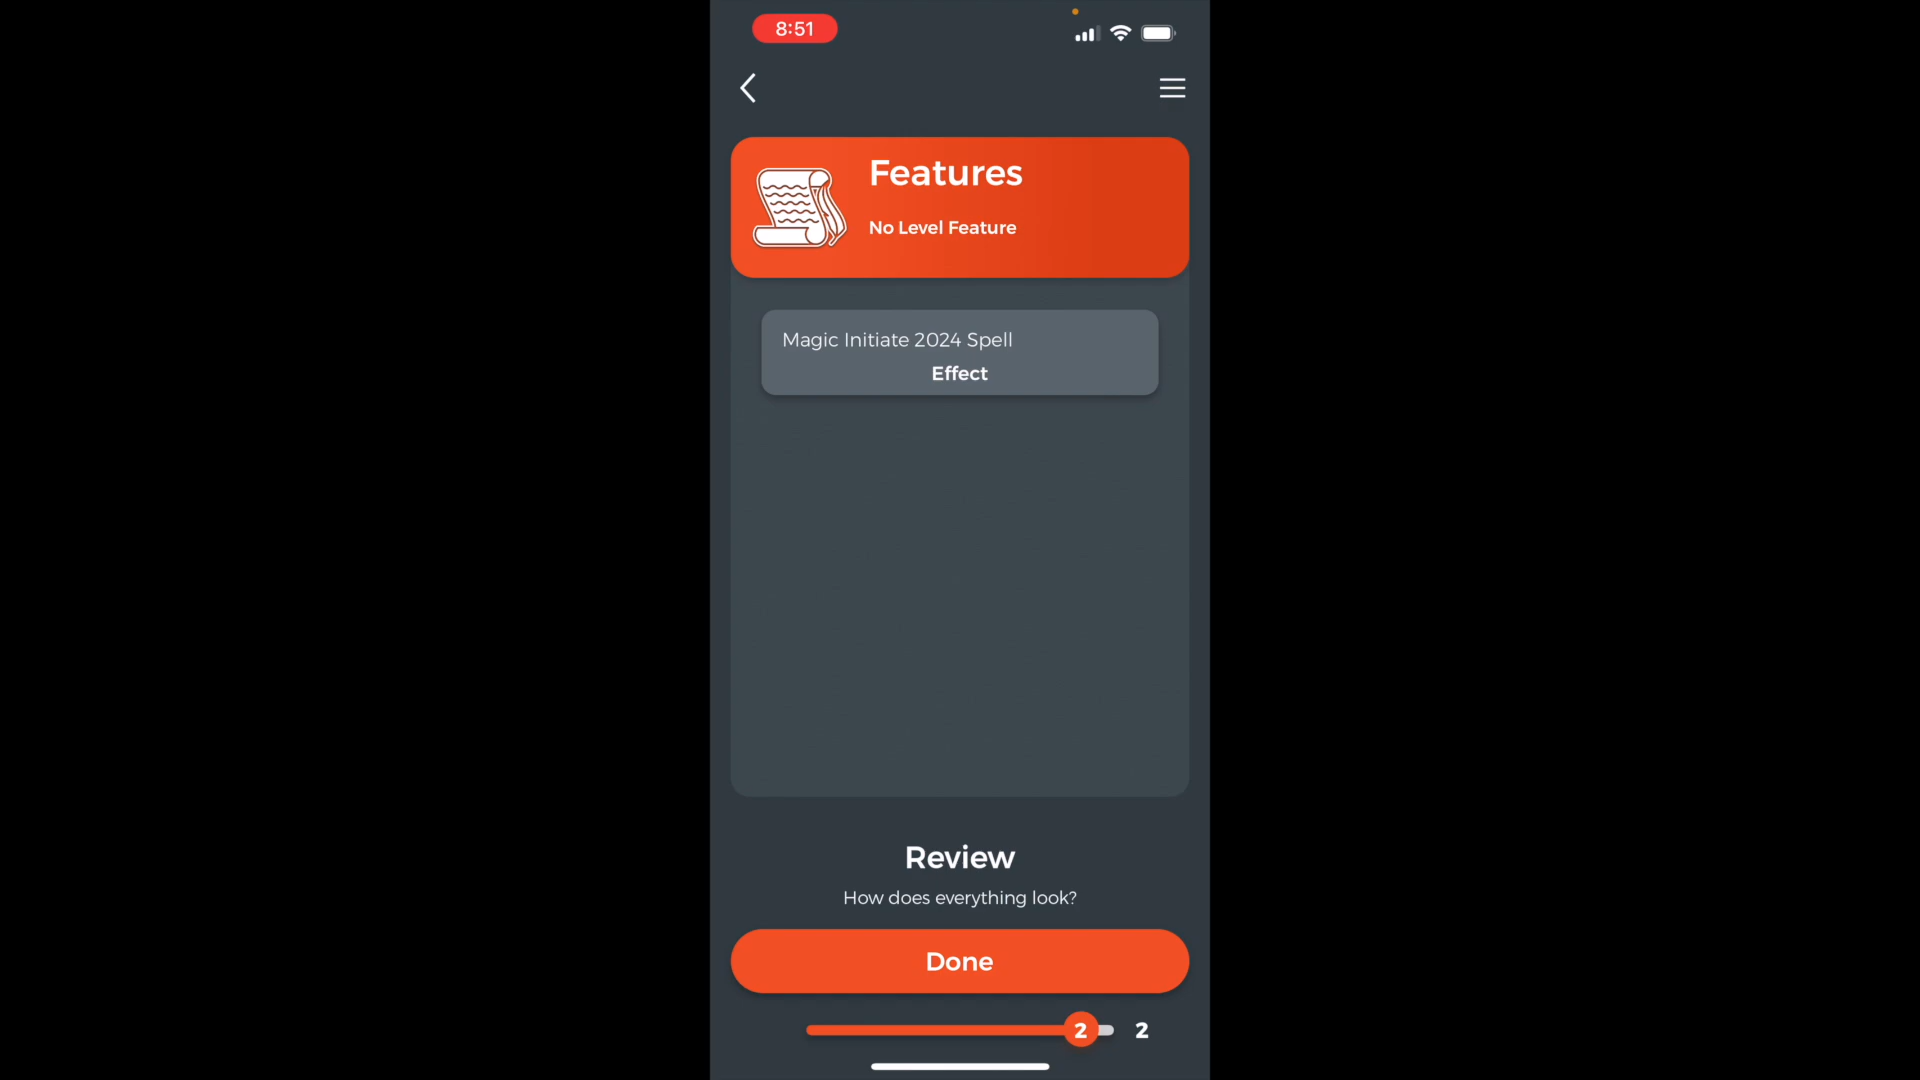 8:51
Features
No Level Feature
Magic Initiate 2024 Spell
Effect
Review
How does everything look?
Done
2 2